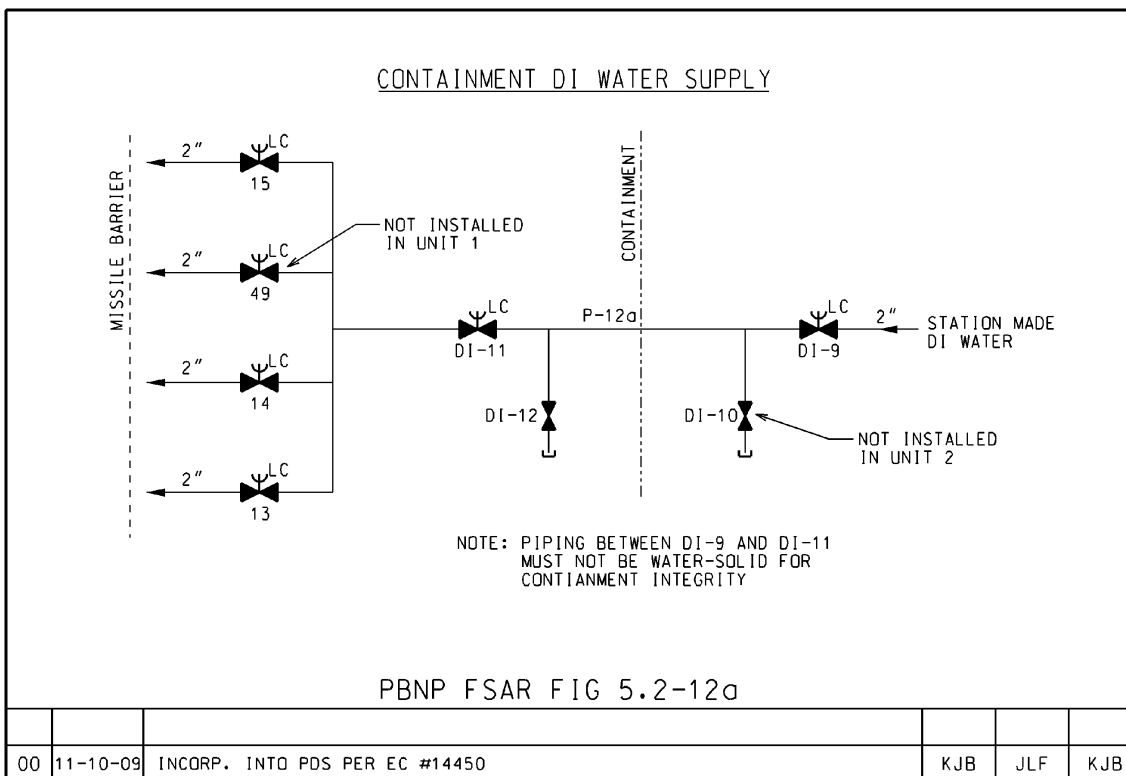 CONTAINMENT DI WATER SUPPLY
MISSILE BARRIER
2" LC
15
NOT INSTALLED
IN UNIT 1
2" LC
49
CONTAINMENT
LC
DI-11
P-12a
LC
DI-9
2"
STATION MADE
DI WATER
2" LC
14
DI-12
DI-10
NOT INSTALLED
IN UNIT 2
2" LC
13
NOTE: PIPING BETWEEN DI-9 AND DI-11
MUST NOT BE WATER-SOLID FOR
CONTIANMENT INTEGRITY
PBNP FSAR FIG 5.2-12a
00 11-10-09 INCORP. INTO PDS PER EC #14450 KJB JLF KJB